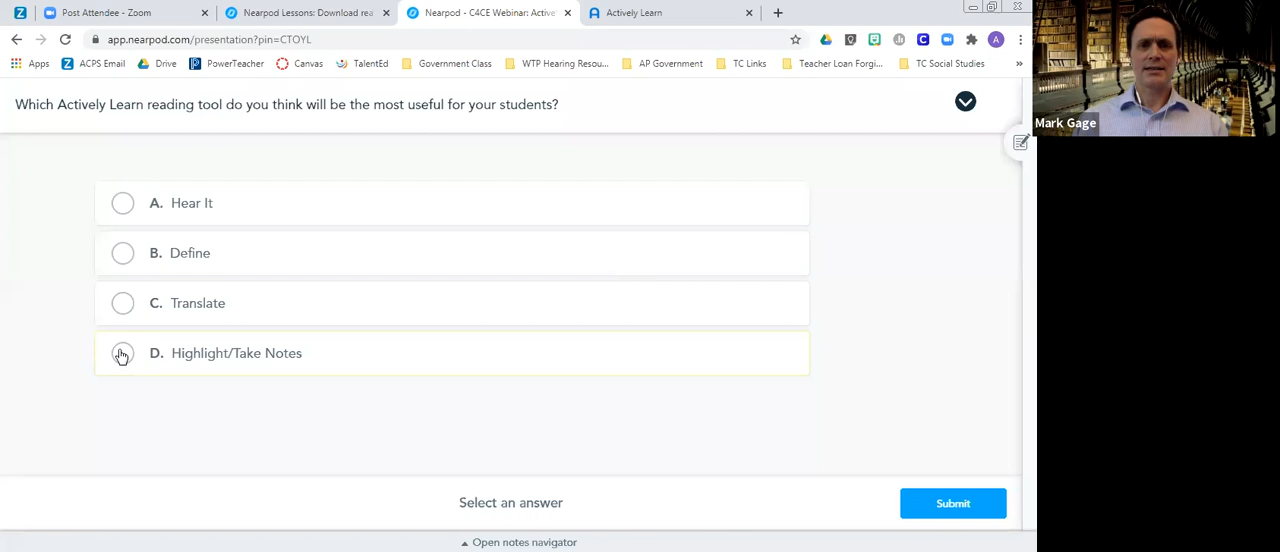 Post Attendee - Zoom
Nearpod Lessons: Download rea
Nearpod - C4CE Webinar: Active
Actively Learn
app.nearpod.com/presentation?pin=CTOYL
A
Apps
ACPS Email
Drive
PowerTeacher
Canvas
TalentEd
Government Class
WTP Hearing Resou...
AP Government
TC Links
Teacher Loan Forgi...
TC Social Studies
»
Which Actively Learn reading tool do you think will be the most useful for your students?
Mark Gage
A. Hear It
B. Define
C. Translate
D. Highlight/Take Notes
Select an answer
Submit
Open notes navigator